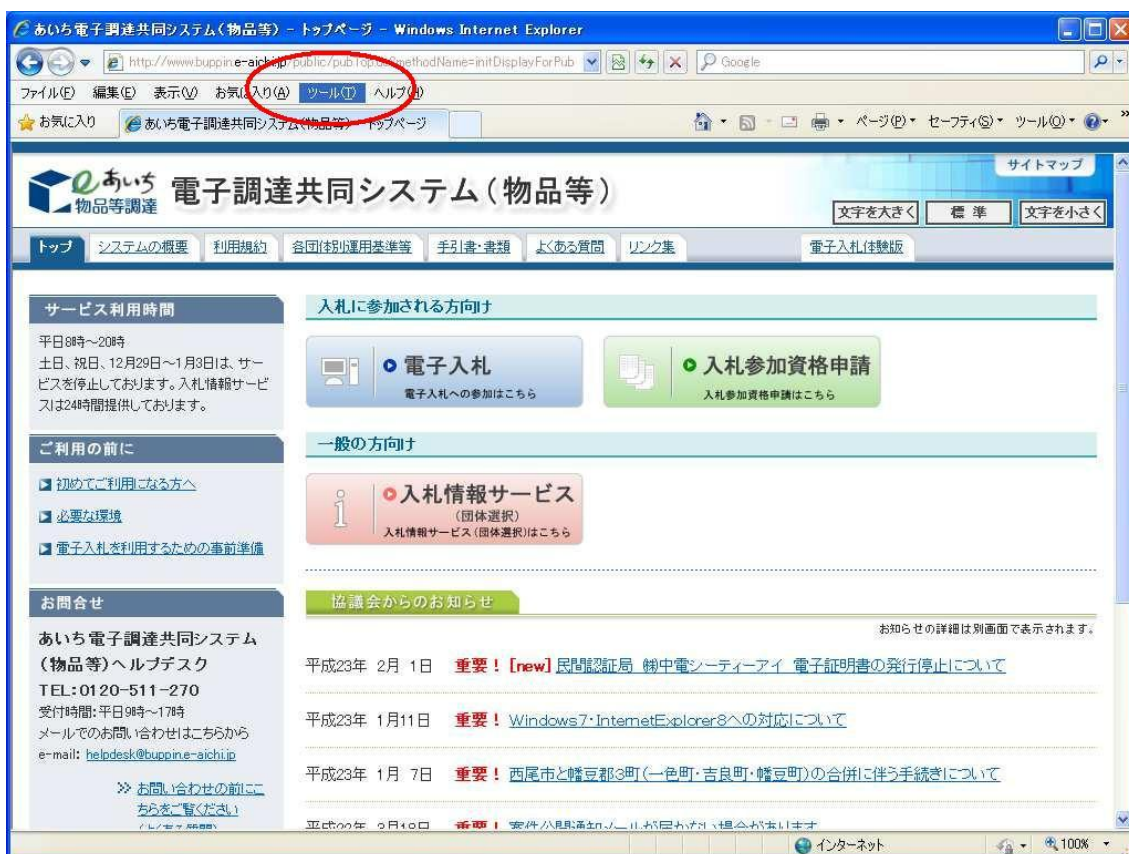 あいち電子調達共同システム(物品等) - トップページ - Windows Internet Explorer
Google
ファイル(F) 編集(E) 表示(V) お気に入り(A) ツール(T) ヘルプ(H)
お気に入り あいち電子調達共同システム(物品等) - トップページ ページ(P) セーフティ(S) ツール(O)
サイトマップ
あいち
物品等調達
電子調達共同システム(物品等)
文字を大きく 標準 文字を小さく
トップ システムの概要 利用規約 各団体別運用基準等 手引書・書類 よくある質問 リンク集 電子入札体験版
サービス利用時間
平日8時~20時
土日、祝日、12月29日~1月3日は、サー
ビスを停止しております。入札情報サービ
スは24時間提供しております。
ご利用の前に
初めてご利用になる方へ
必要な環境
電子入札を利用するための事前準備
お問合せ
あいち電子調達共同システム
(物品等)ヘルプデスク
TEL:0120-511-270
受付時間:平日9時~17時
メールでのお問い合わせはこちらから
e-mail: helpdesk@buppin.e-aichi.jp
>> お問い合わせの前にこ
ちらをご覧ください
(よくある質問)
入札に参加される方向け
電子入札
電子入札への参加はこちら
入札参加資格申請
入札参加資格申請はこちら
一般の方向け
入札情報サービス
(団体選択)
入札情報サービス(団体選択)はこちら
協議会からのお知らせ
お知らせの詳細は別画面で表示されます。
平成23年 2月 1日 重要![new] 民間認証局 ㈱中電シーティーアイ 電子証明書の発行停止について
平成23年 1月11日 重要! Windows7・InternetExplorer8への対応について
平成23年 1月 7日 重要! 西尾市と幡豆郡3町(一色町・吉良町・幡豆町)の合併に伴う手続きについて
重要! 案件公開通知メールが届かない場合があります
インターネット 100%